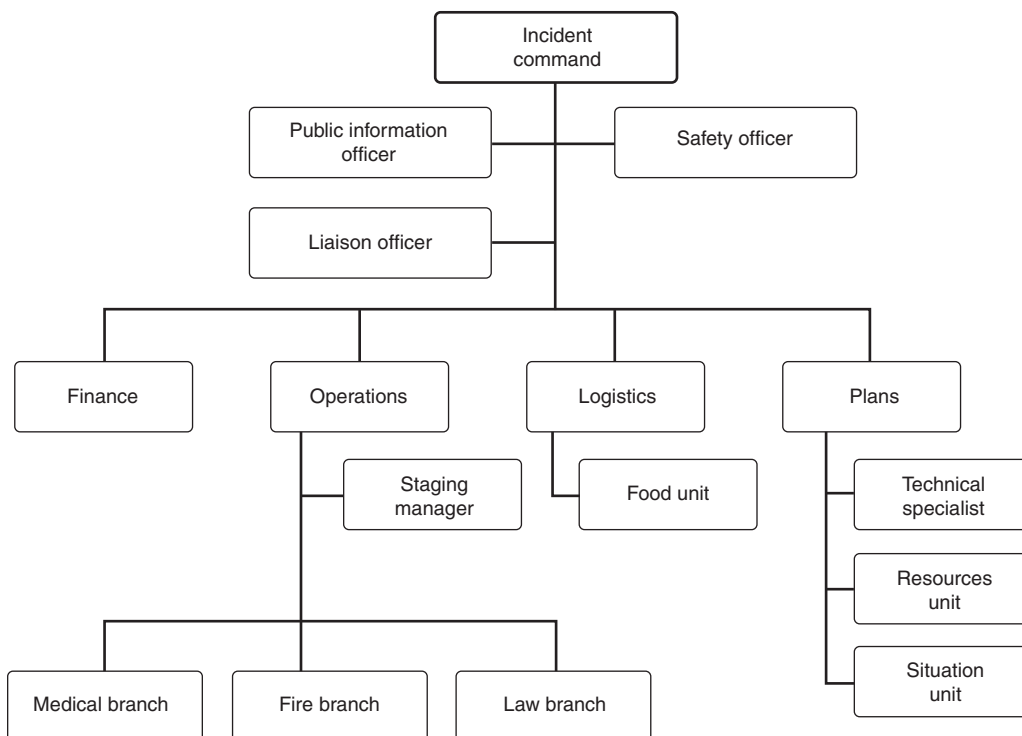 Incident
command
Public information
officer
Safety officer
Liaison officer
Finance
Operations
Logistics
Plans
Staging
manager
Food unit
Technical
specialist
Resources
unit
Situation
unit
Medical branch
Fire branch
Law branch